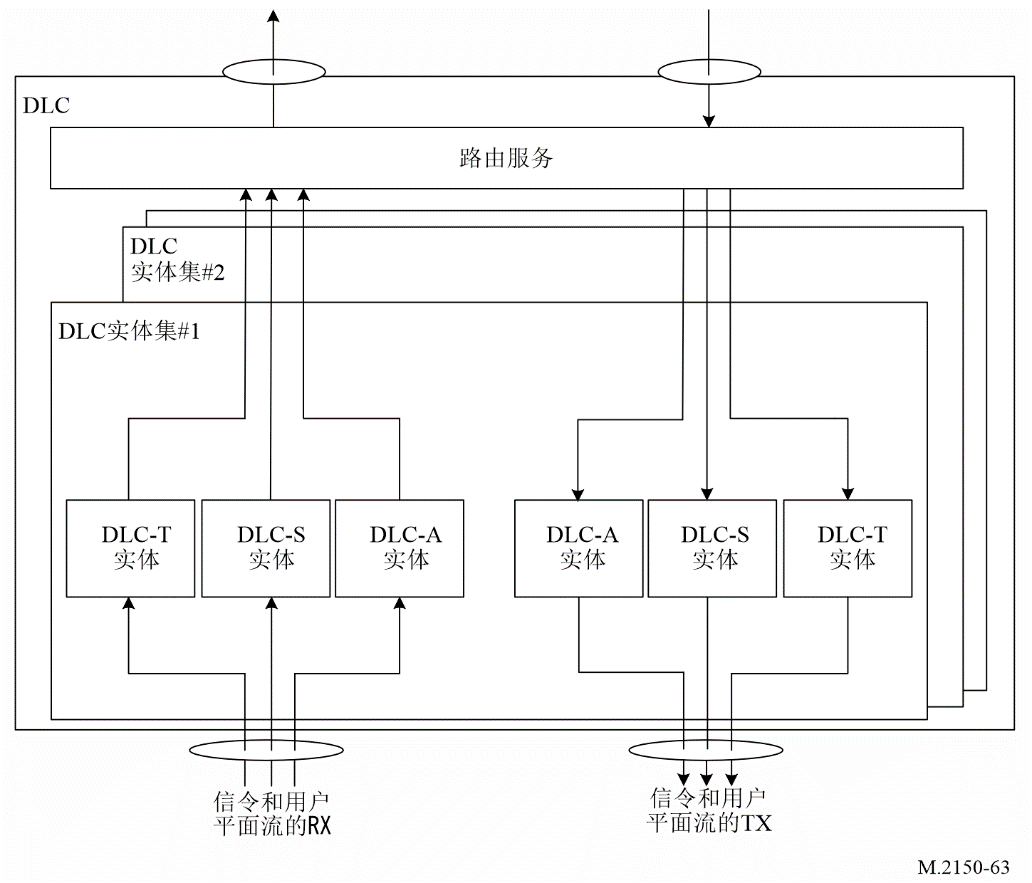 DLC
路由服务
DLC
实体集#2
DLC实体集#1
DLC-T
实体
DLC-S
实体
DLC-A
实体
DLC-A
实体
DLC-S
实体
DLC-T
实体
信令和用户
平面流的RX
信令和用户
平面流的TX
M.2150-63